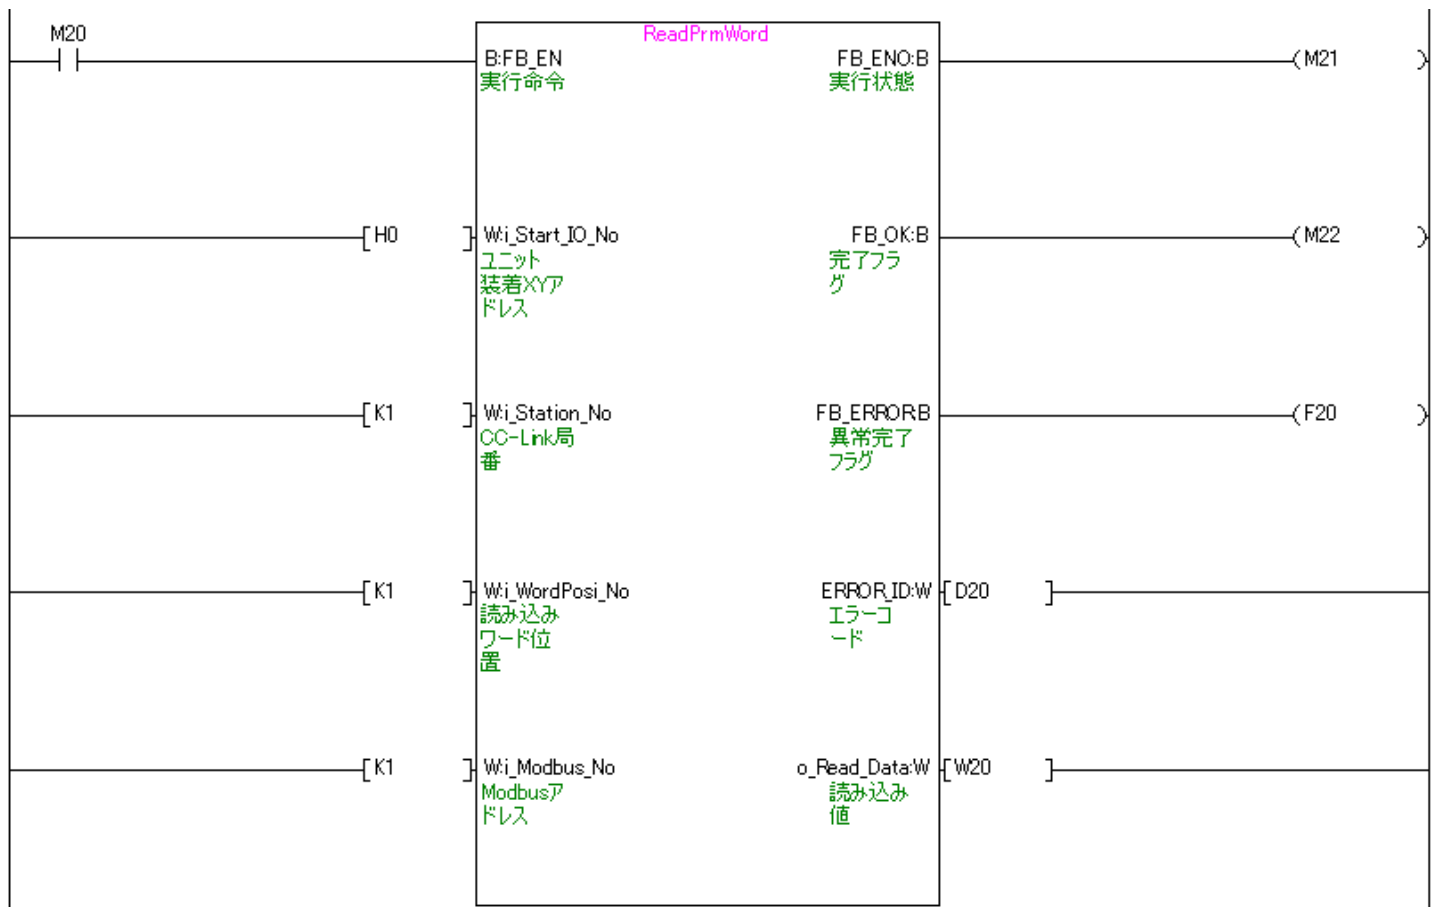 M20
ReadPrmWord
B:FB_EN
実行命令
FB_ENO:B
実行状態
(M21 )
[ H0 ]
W:i_Start_IO_No
ユニット
装着XYア
ドレス
FB_OK:B
完了フラ
グ
(M22 )
[ K1 ]
W:i_Station_No
CC-Link局
番
FB_ERROR:B
異常完了
フラグ
(F20 )
[ K1 ]
W:i_WordPosi_No
読み込み
ワード位
置
ERROR_ID:W
エラーコ
ード
[ D20 ]
[ K1 ]
W:i_Modbus_No
Modbusア
ドレス
o_Read_Data:W
読み込み
値
[ W20 ]